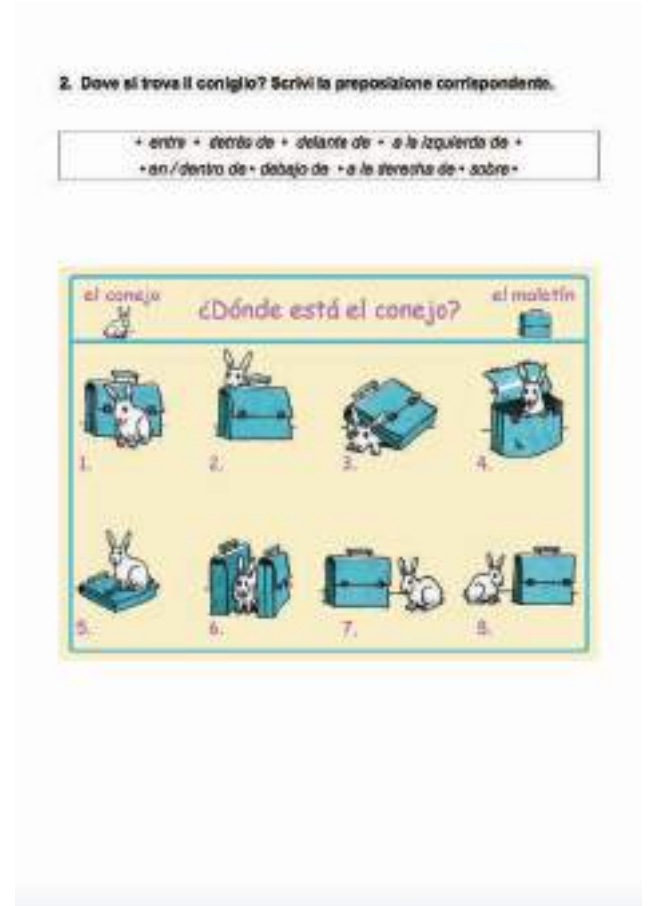 2. Dove si trova il coniglio? Scrivi la preposizione corrispondente.
• entre • detrás de • delante de • a la izquierda de •
• en / dentro de • debajo de • a la derecha de • sobre •
el conejo
¿Dónde está el conejo?
el maletín
1. 2. 3. 4.
5. 6. 7. 8.